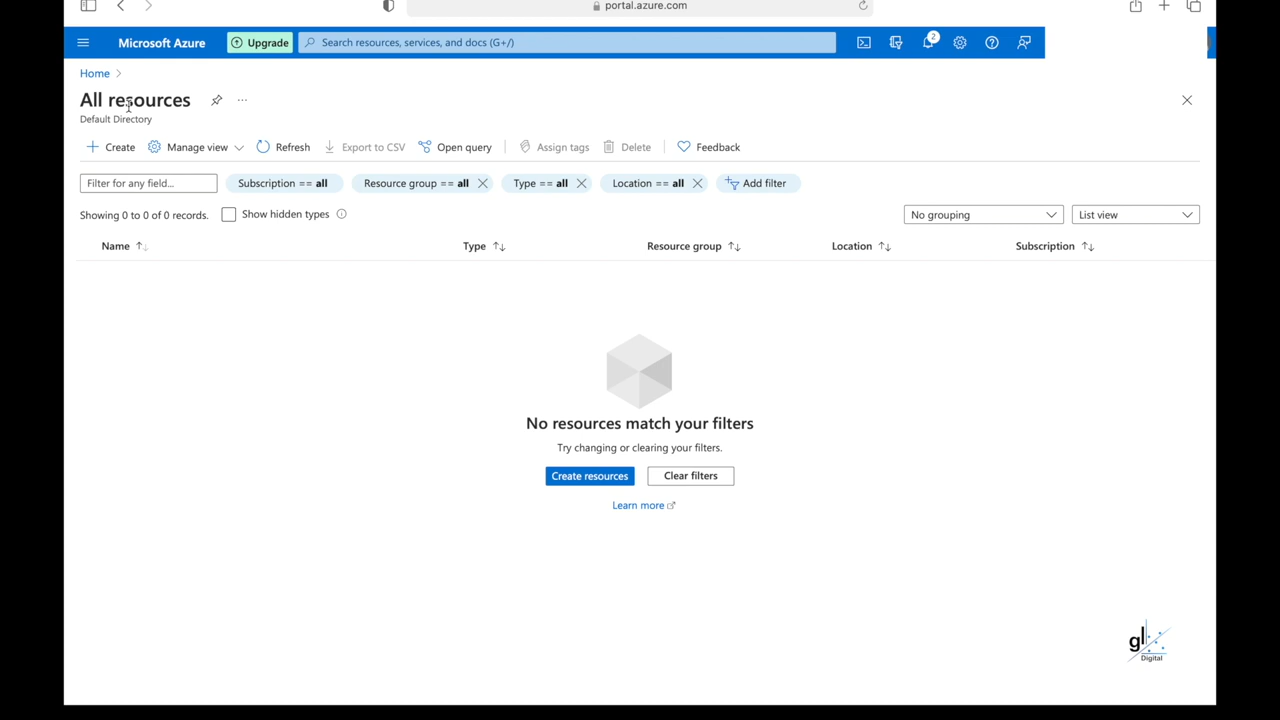 portal.azure.com
Microsoft Azure Upgrade Search resources, services, and docs (G+/) 2
Home
All resources ...
Default Directory
Create Manage view Refresh Export to CSV Open query Assign tags Delete Feedback
Filter for any field... Subscription == all Resource group == all Type == all Location == all Add filter
Showing 0 to 0 of 0 records. Show hidden types No grouping List view
Name Type Resource group Location Subscription
No resources match your filters
Try changing or clearing your filters.
Create resources Clear filters
Learn more
gl
Digital